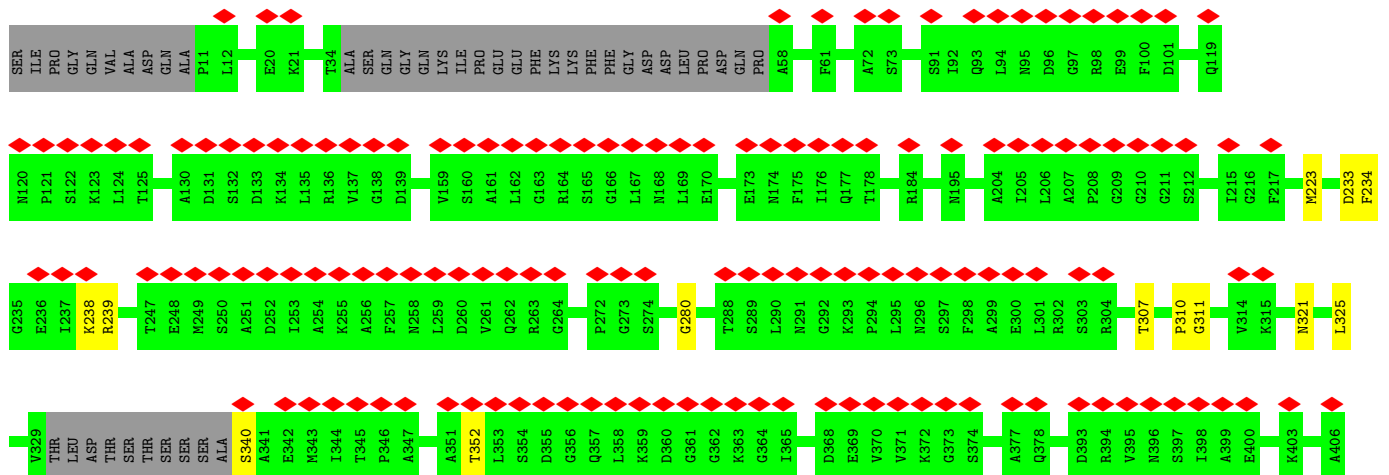 SER ILE PRO GLY GLN VAL ALA ASP GLN ALA P11 L12 E20 K21 T34 ALA SER GLN GLY GLN LYS ILE PRO GLU GLU PHE LYS LYS PHE PHE GLY ASP ASP LEU PRO ASP GLN PRO A58 F61 A72 S73 S91 I92 Q93 L94 N95 D96 G97 R98 E99 F100 D101 Q119
N120 P121 S122 K123 L124 T125 A130 D131 S132 D133 K134 L135 R136 V137 G138 D139 V159 S160 A161 L162 G163 R164 S165 G166 L167 N168 L169 E170 E173 N174 F175 I176 Q177 T178 R184 N195 A204 I205 L206 A207 P208 G209 G210 G211 S212 I215 G216 F217 M223 D233 F234
G235 E236 I237 K238 R239 T247 E248 M249 S250 A251 D252 I253 A254 K255 A256 F257 N258 L259 D260 V261 Q262 R263 G264 P272 G273 S274 G280 T288 S289 L290 N291 G292 K293 P294 L295 N296 S297 F298 A299 E300 L301 R302 S303 R304 T307 P310 G311 V314 K315 N321 L325
V329 THR LEU ASP THR SER THR SER SER SER ALA S340 A341 E342 M343 I344 T345 P346 A347 A351 T352 L353 S354 D355 G356 Q357 L358 K359 D360 G361 G362 K363 G364 I365 D368 E369 V370 V371 K372 G373 S374 A377 Q378 D393 R394 V395 N396 S397 I398 A399 E400 K403 A406